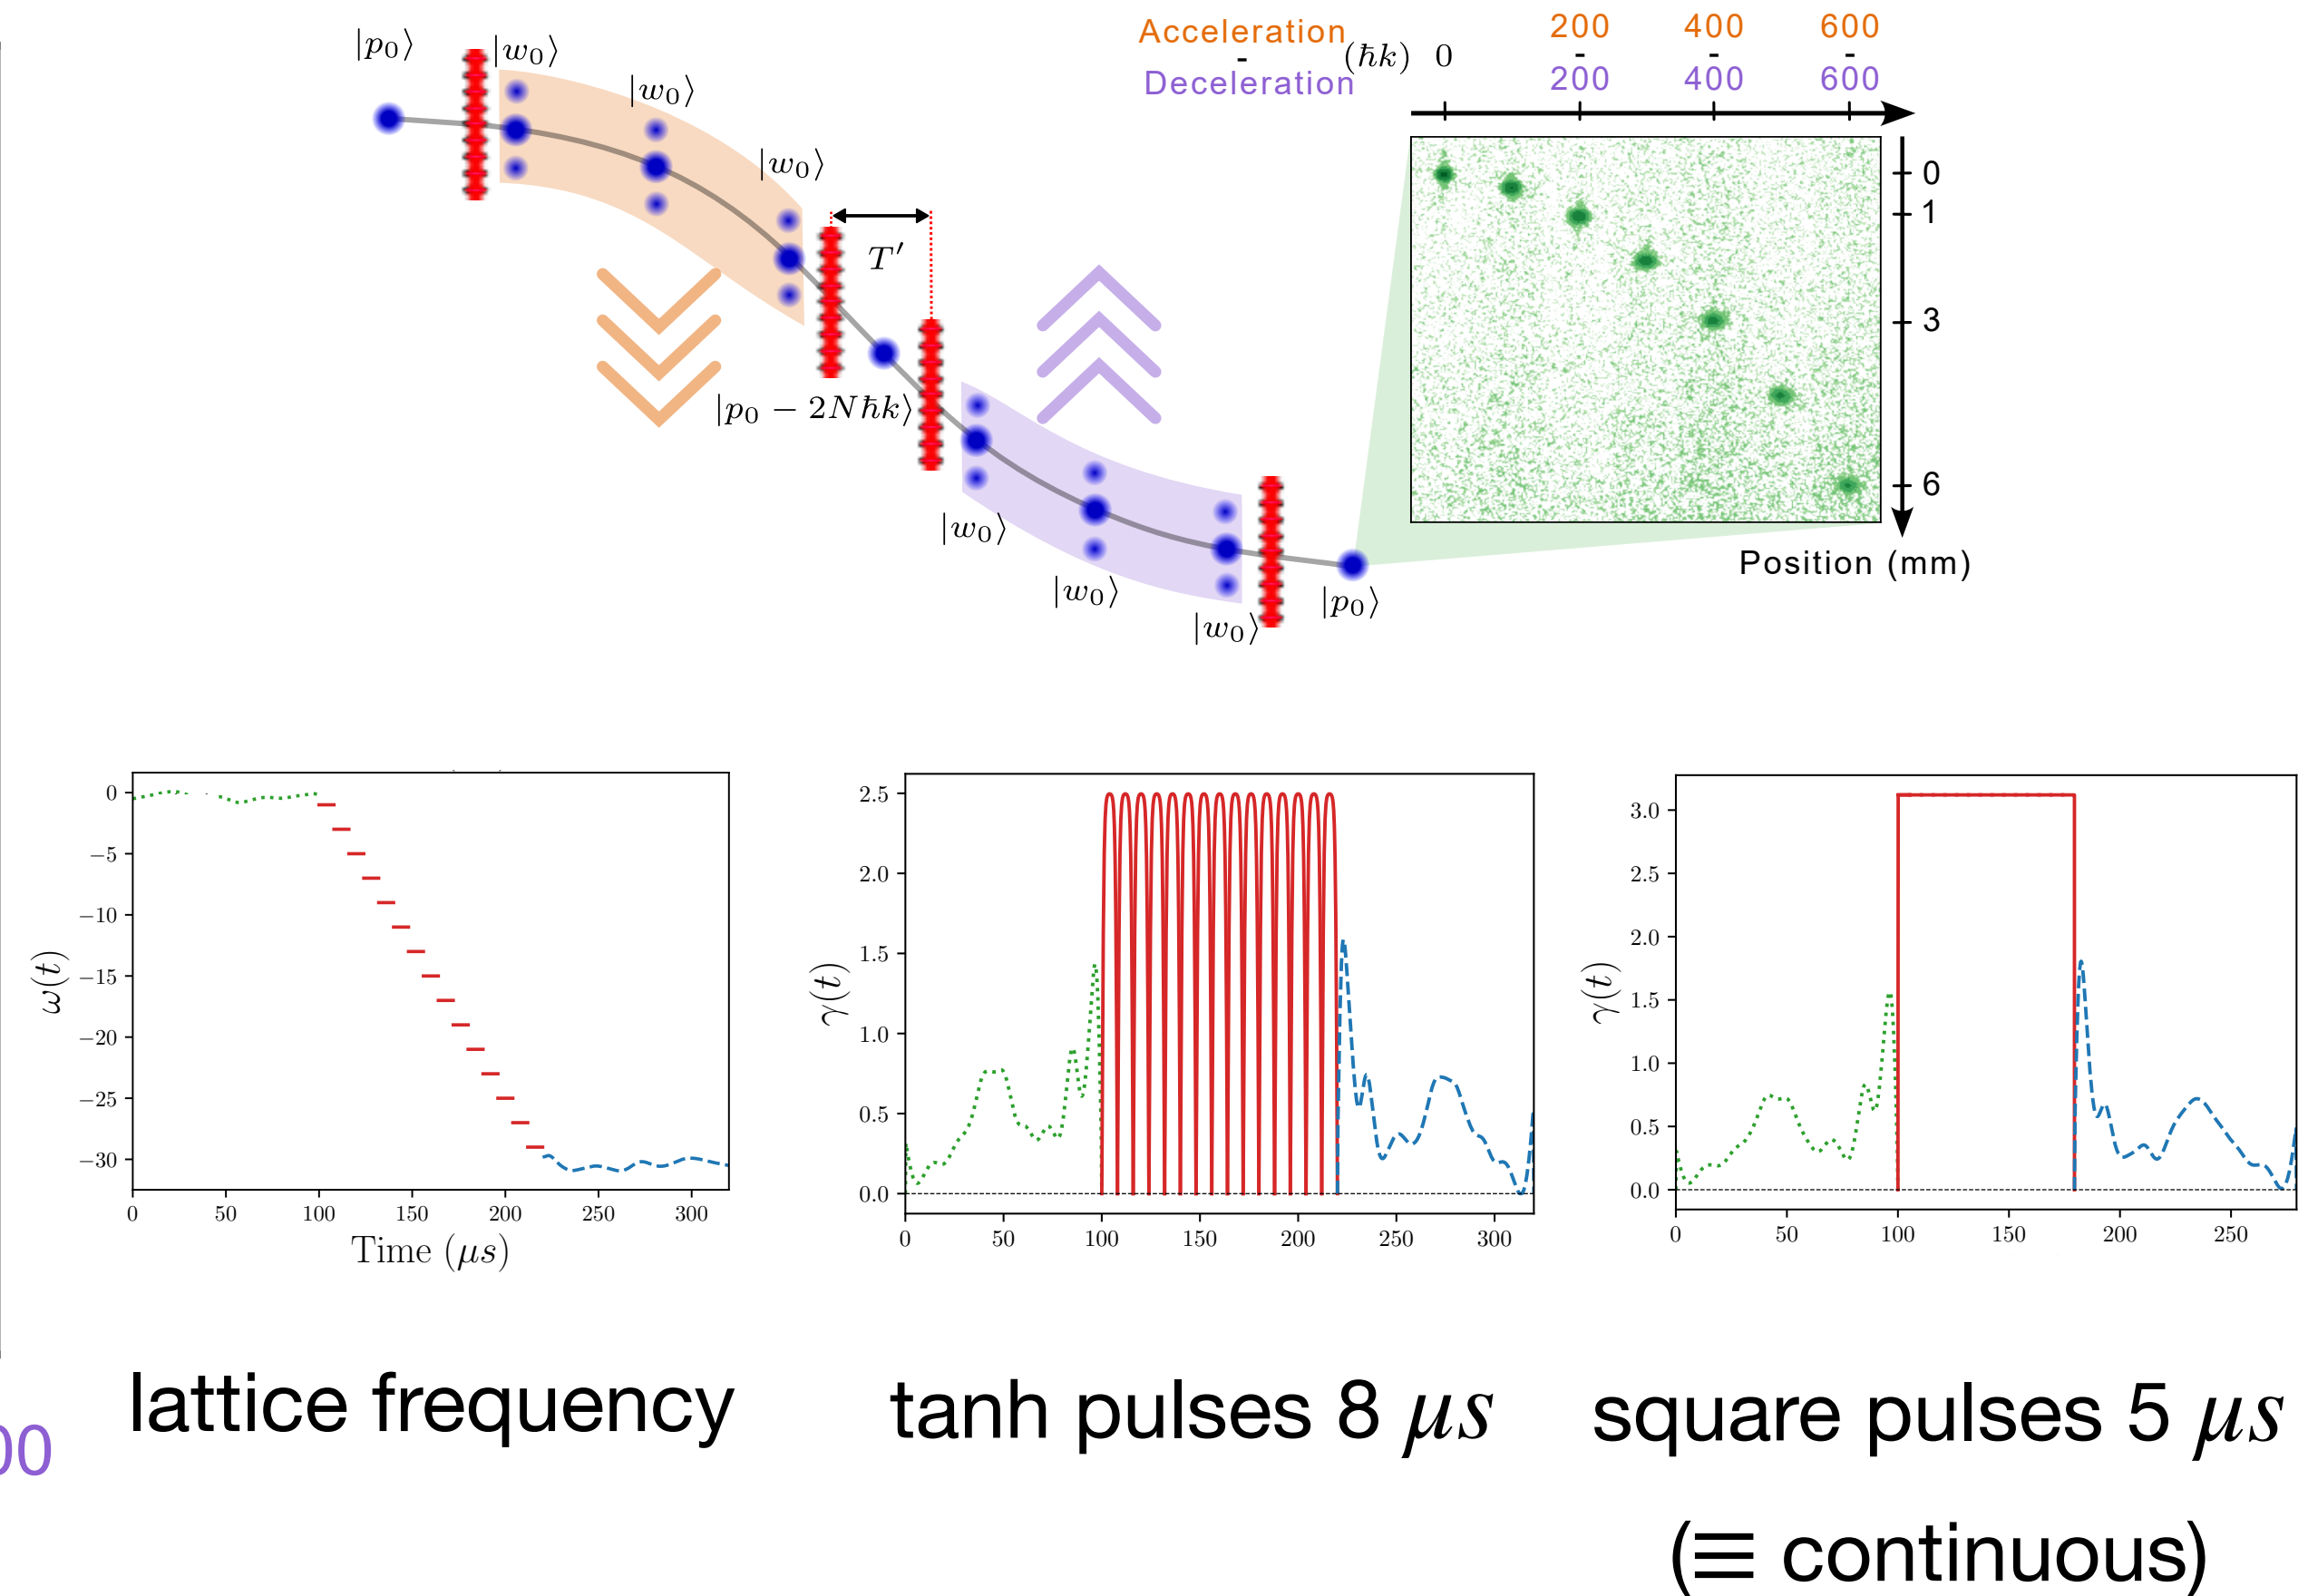 |p₀⟩
|w₀⟩
|w₀⟩
|w₀⟩
T′
|p₀ − 2Nħk⟩
|w₀⟩
|w₀⟩
|w₀⟩
|p₀⟩
Acceleration
-
Deceleration
(ħk) 0
200 400 600
- - -
200 400 600
0
1
3
6
Position (mm)
ω(t)
0
−5
−10
−15
−20
−25
−30
0 50 100 150 200 250 300
Time (μs)
γ(t)
2.5
2.0
1.5
1.0
0.5
0.0
0 50 100 150 200 250 300
γ(t)
3.0
2.5
2.0
1.5
1.0
0.5
0.0
0 50 100 150 200 250
00
lattice frequency
tanh pulses 8 μs
square pulses 5 μs
(≡ continuous)